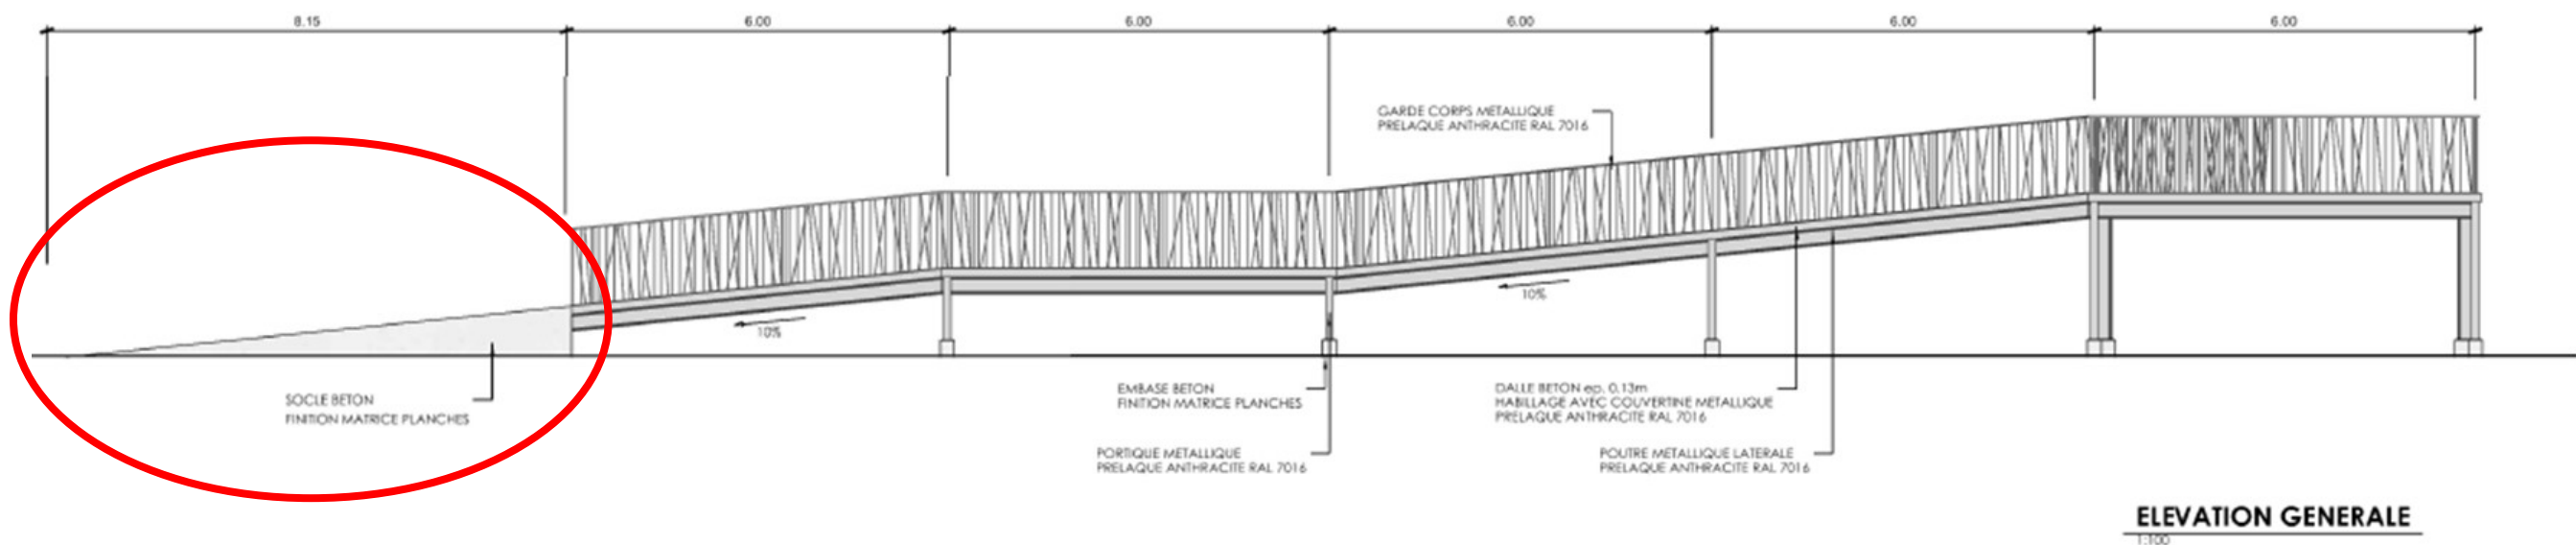 8.15 6.00 6.00 6.00 6.00 6.00
GARDE CORPS METALLIQUE
PRELAQUE ANTHRACITE RAL 7016
10%
10%
SOCLE BETON
FINITION MATRICE PLANCHES
EMBASE BETON
FINITION MATRICE PLANCHES
DALLE BETON ep. 0.13m
HABILLAGE AVEC COUVERTINE METALLIQUE
PRELAQUE ANTHRACITE RAL 7016
PORTIQUE METALLIQUE
PRELAQUE ANTHRACITE RAL 7016
POUTRE METALLIQUE LATERALE
PRELAQUE ANTHRACITE RAL 7016
ELEVATION GENERALE
1:100